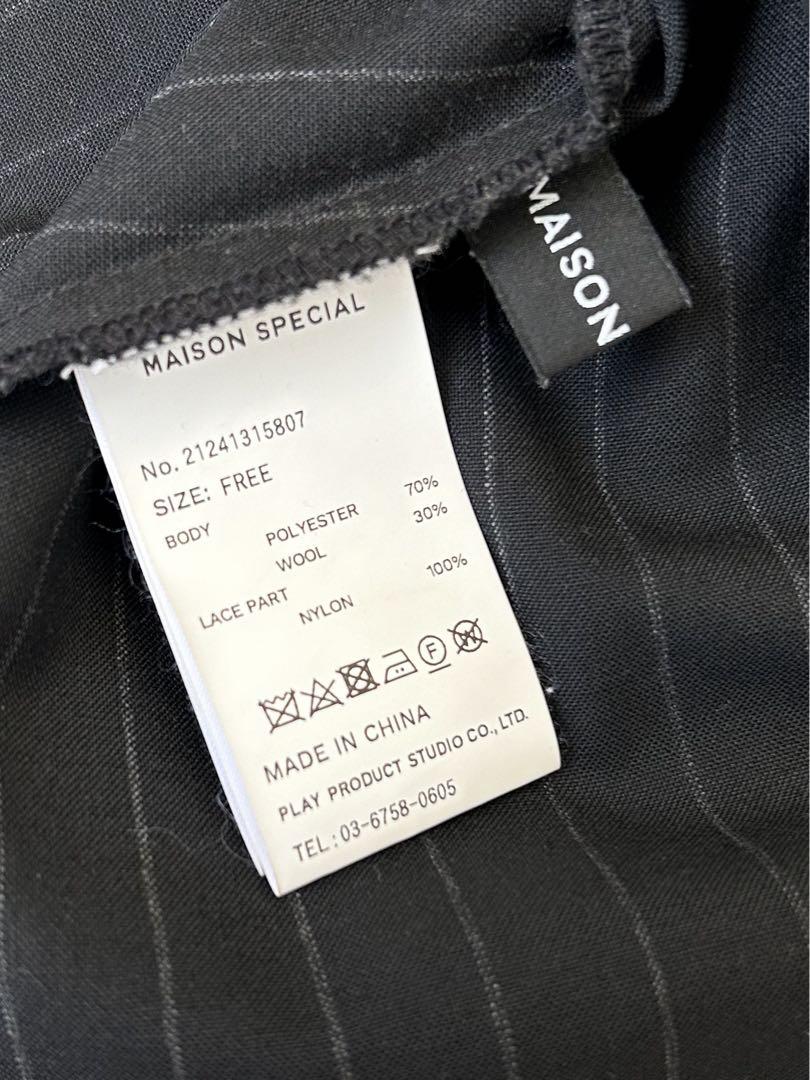 MAISON
MAISON SPECIAL
No. 21241315807
SIZE: FREE
BODY POLYESTER 70%
WOOL 30%
LACE PART NYLON 100%
F W
MADE IN CHINA
PLAY PRODUCT STUDIO CO., LTD.
TEL : 03-6758-0605